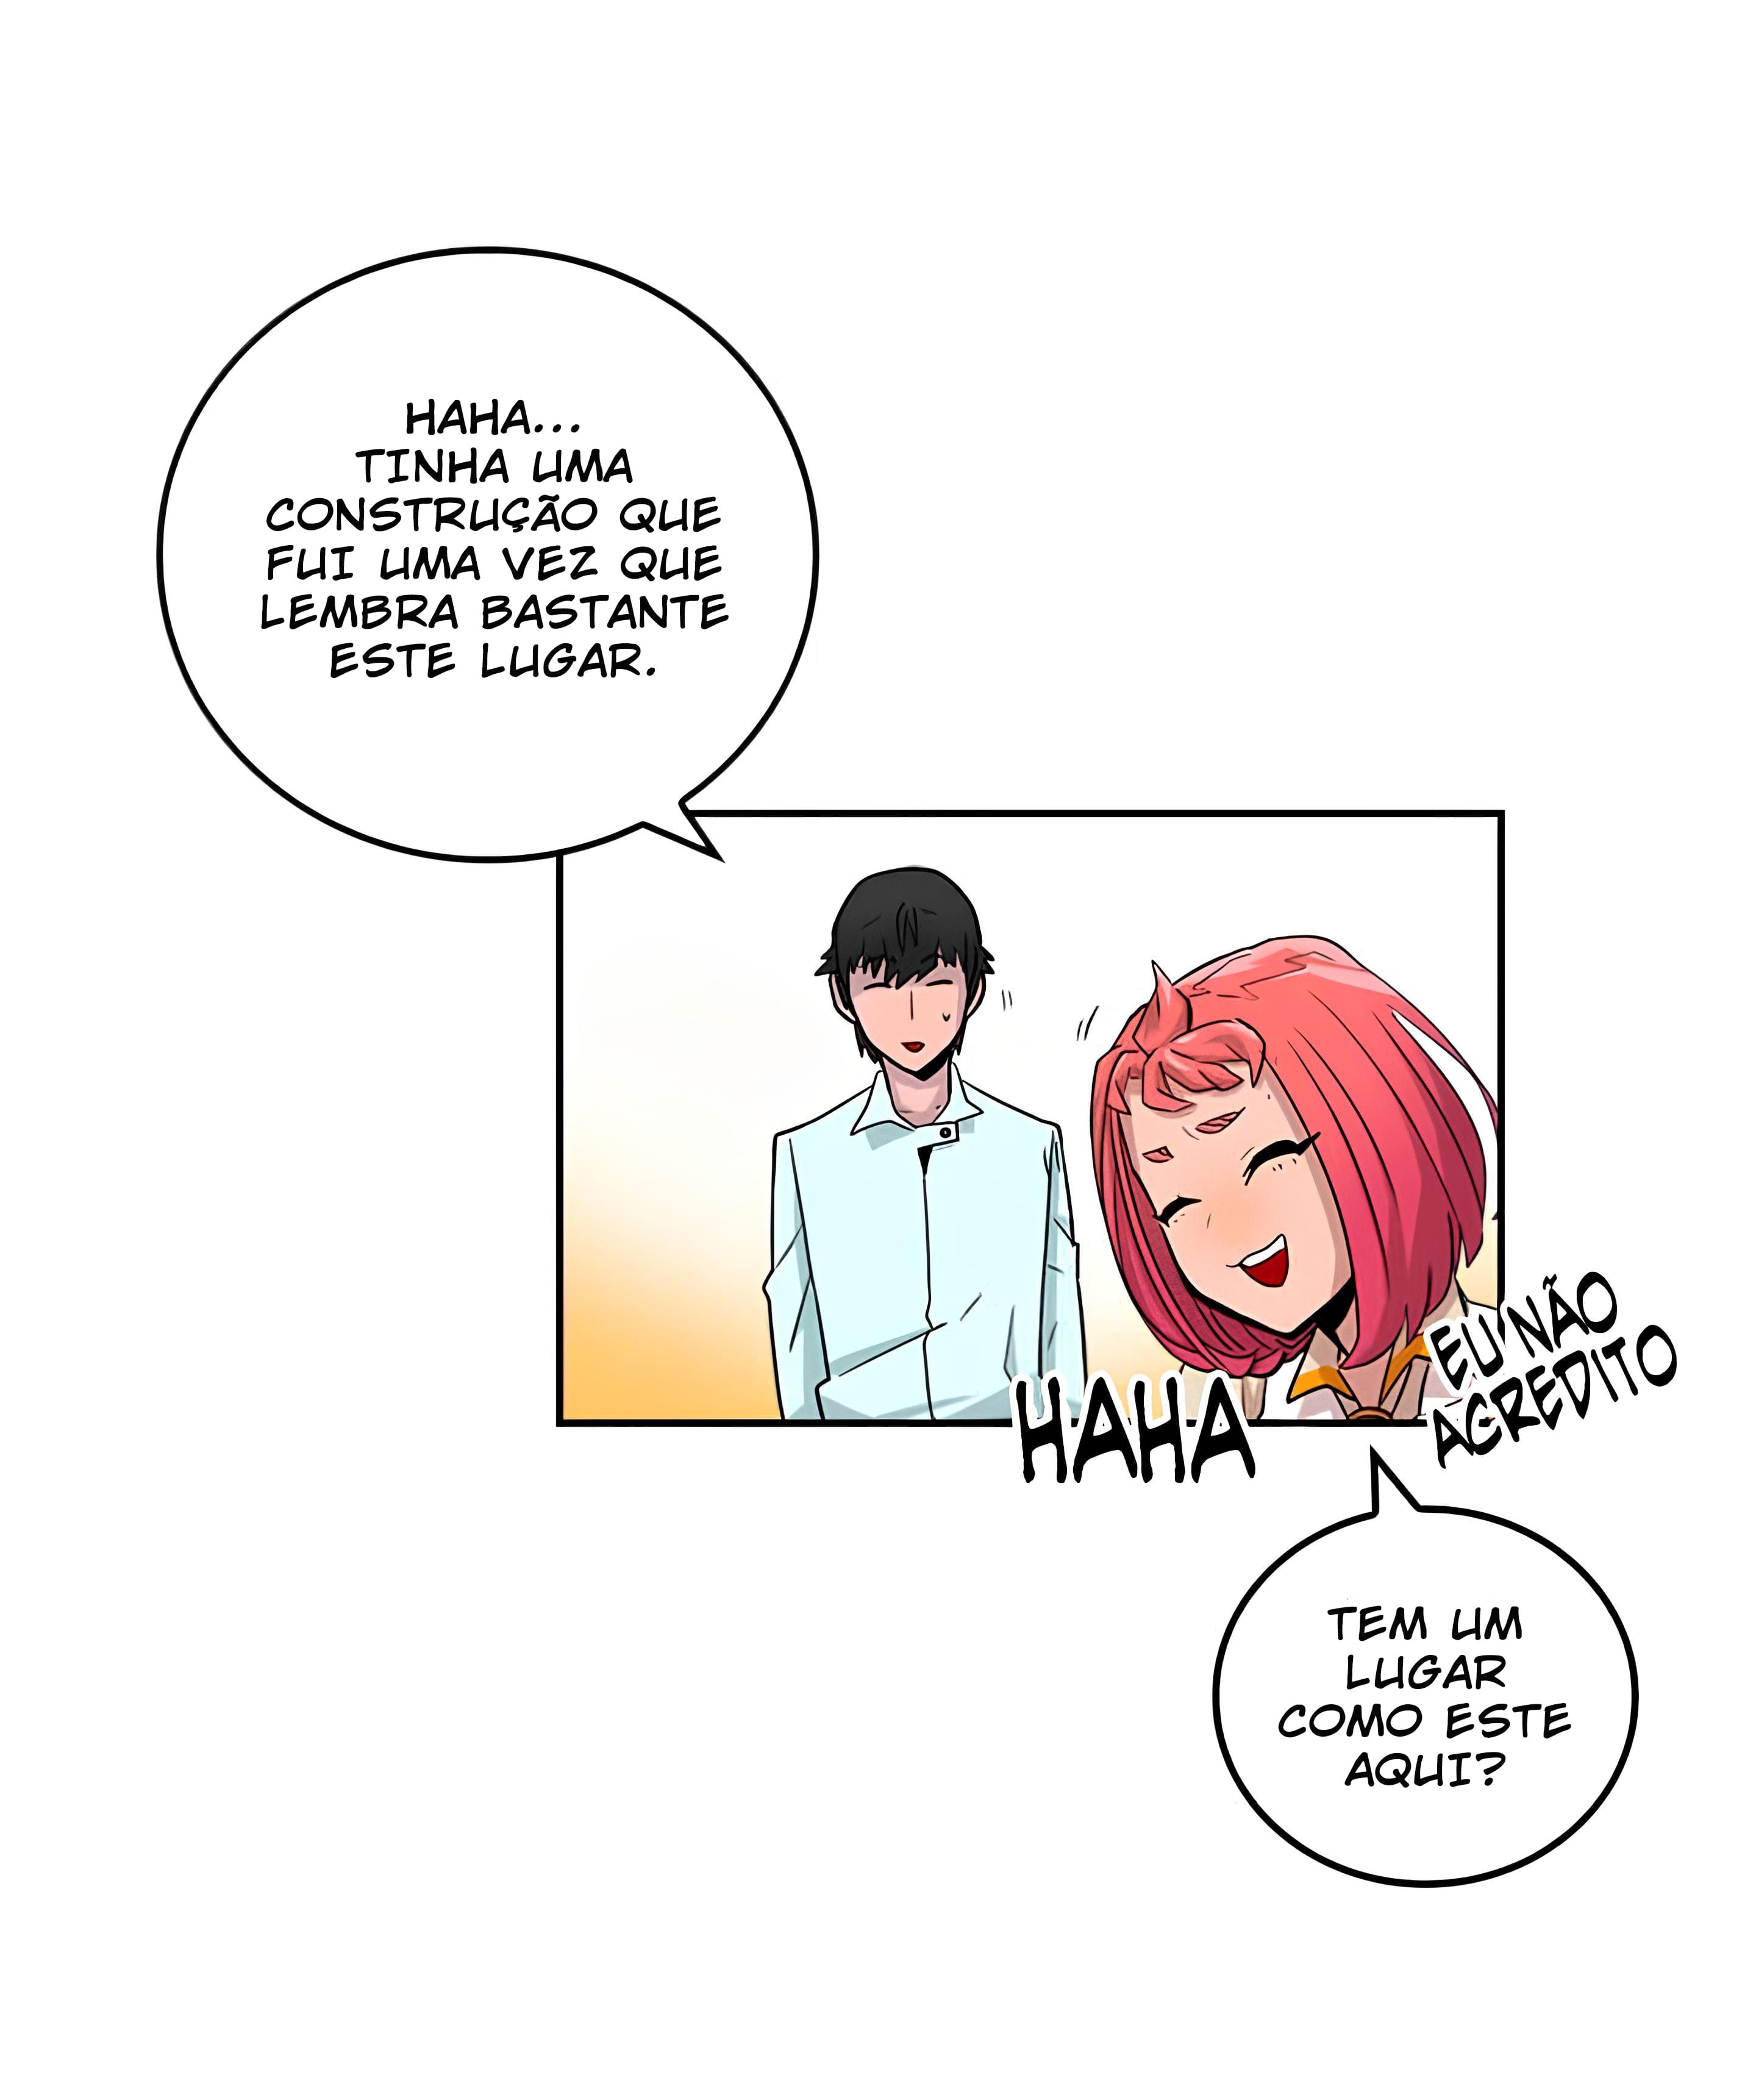 HAHA...
TINHA UMA
CONSTRUÇÃO QUE
FUI UMA VEZ QUE
LEMBRA BASTANTE
ESTE LUGAR.
EU NÃO
ACREDITO
HAHA
TEM UM
LUGAR
COMO ESTE
AQUI?